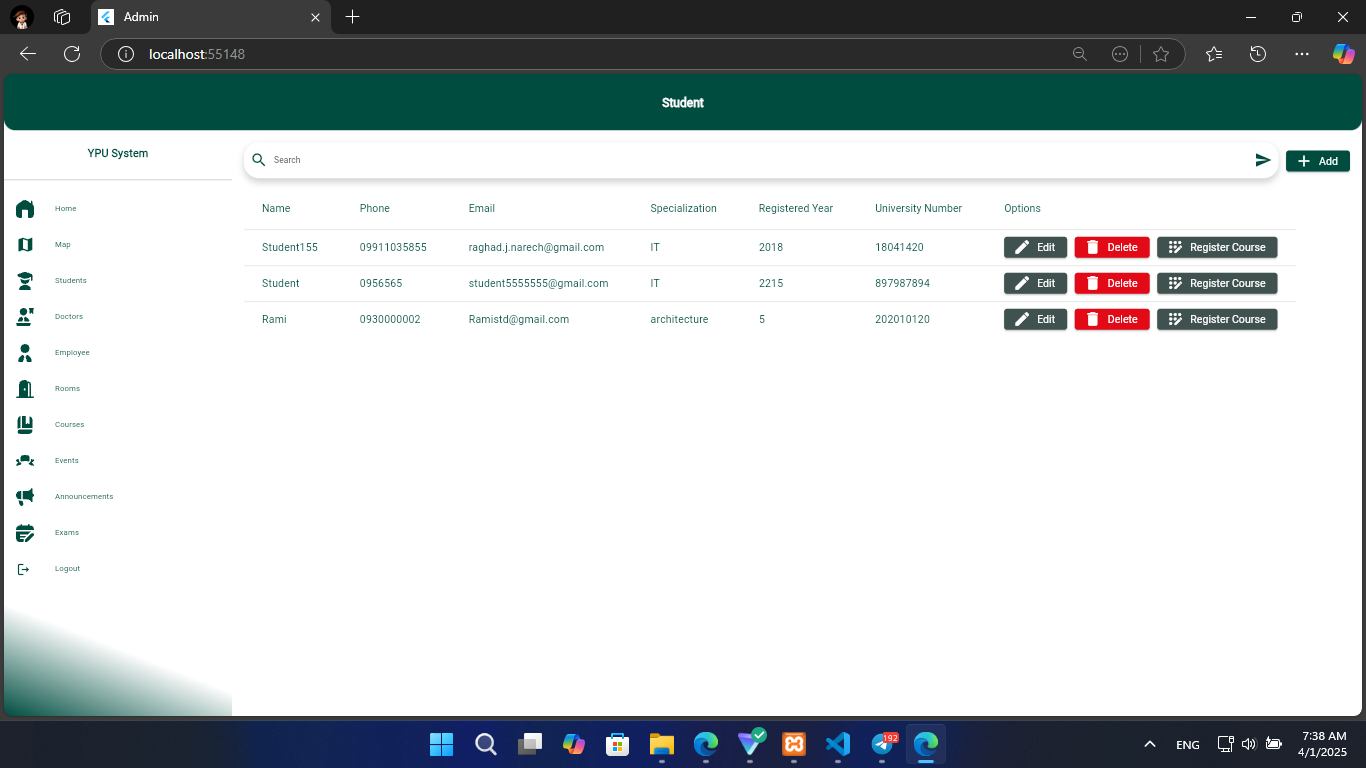 Admin
localhost:55148
Student
YPU System
Home
Map
Students
Doctors
Employee
Rooms
Courses
Events
Announcements
Exams
Logout
Search
Add
Name Phone Email Specialization Registered Year University Number Options
Student155 09911035855 raghad.j.narech@gmail.com IT 2018 18041420 Edit Delete Register Course
Student 0956565 student5555555@gmail.com IT 2215 897987894 Edit Delete Register Course
Rami 0930000002 Ramistd@gmail.com architecture 5 202010120 Edit Delete Register Course
192
ENG
7:38 AM
4/1/2025